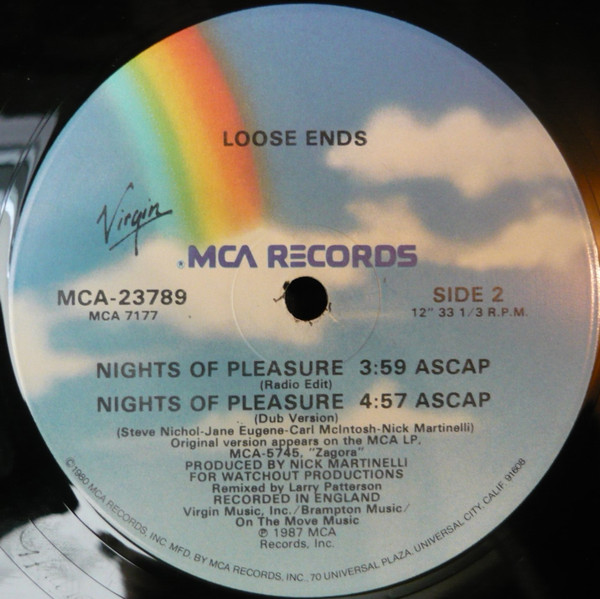 LOOSE ENDS
Virgin
MCA RECORDS
MCA-23789
MCA 7177
SIDE 2
12" 33 1/3 R.P.M.
NIGHTS OF PLEASURE 3:59 ASCAP
(Radio Edit)
NIGHTS OF PLEASURE 4:57 ASCAP
(Dub Version)
(Steve Nichol-Jane Eugene-Carl McIntosh-Nick Martinelli)
Original version appears on the MCA LP.
MCA-5745, "Zagora"
PRODUCED BY NICK MARTINELLI
FOR WATCHOUT PRODUCTIONS
Remixed by Larry Patterson
RECORDED IN ENGLAND
Virgin Music, Inc./Brampton Music/
On The Move Music
℗ 1987 MCA
Records, Inc.
©1980 MCA RECORDS, INC. MFD. BY MCA RECORDS, INC., 70 UNIVERSAL PLAZA, UNIVERSAL CITY, CALIF. 91608